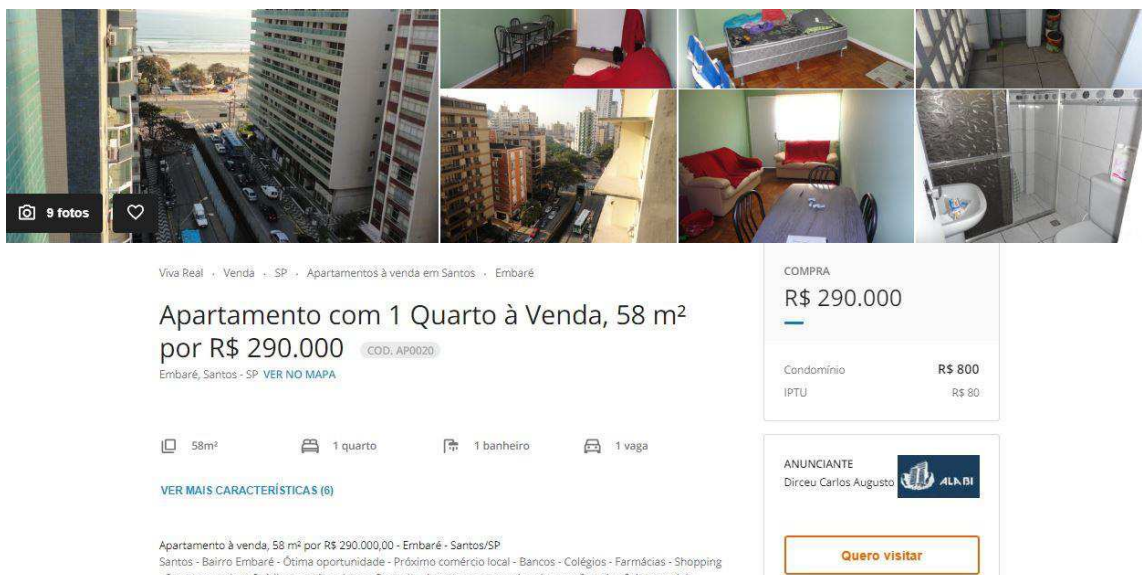 9 fotos
Viva Real · Venda · SP · Apartamentos à venda em Santos · Embaré
Apartamento com 1 Quarto à Venda, 58 m²
por R$ 290.000 COD. AP0020
Embaré, Santos - SP VER NO MAPA
58m² 1 quarto 1 banheiro 1 vaga
VER MAIS CARACTERÍSTICAS (6)
Apartamento à venda, 58 m² por R$ 290.000,00 - Embaré - Santos/SP
Santos - Bairro Embaré - Ótima oportunidade - Próximo comércio local - Bancos - Colégios - Farmácias - Shopping
COMPRA
R$ 290.000
Condomínio R$ 800
IPTU R$ 80
ANUNCIANTE
Dirceu Carlos Augusto
ALABI
Quero visitar